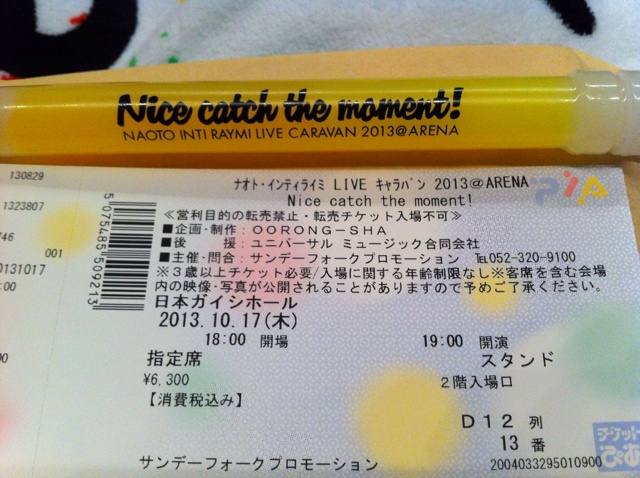 Nice catch the moment!
NAOTO INTI RAYMI LIVE CARAVAN 2013@ARENA
130829
1323807
746
001
0131017
:00
0
5075485509213
ナオト・インティライミ LIVE キャラバン 2013@ARENA
Nice catch the moment!
≪営利目的の転売禁止・転売チケット入場不可≫
■企画・制作:OORONG-SHA
■後 援:ユニバーサル ミュージック合同会社
■主催・問合:サンデーフォークプロモーション ℡052-320-9100
※3歳以上チケット必要/入場に関する年齢制限なし※客席を含む会場
内の映像・写真が公開されることがありますので予めご了承ください。
日本ガイシホール
2013.10.17(木)
18:00 開場 19:00 開演
指定席 スタンド
¥6,300 2階入場口
【消費税込み】
D12 列
13 番
サンデーフォークプロモーション 2004033295010900
チケット
ぴあ